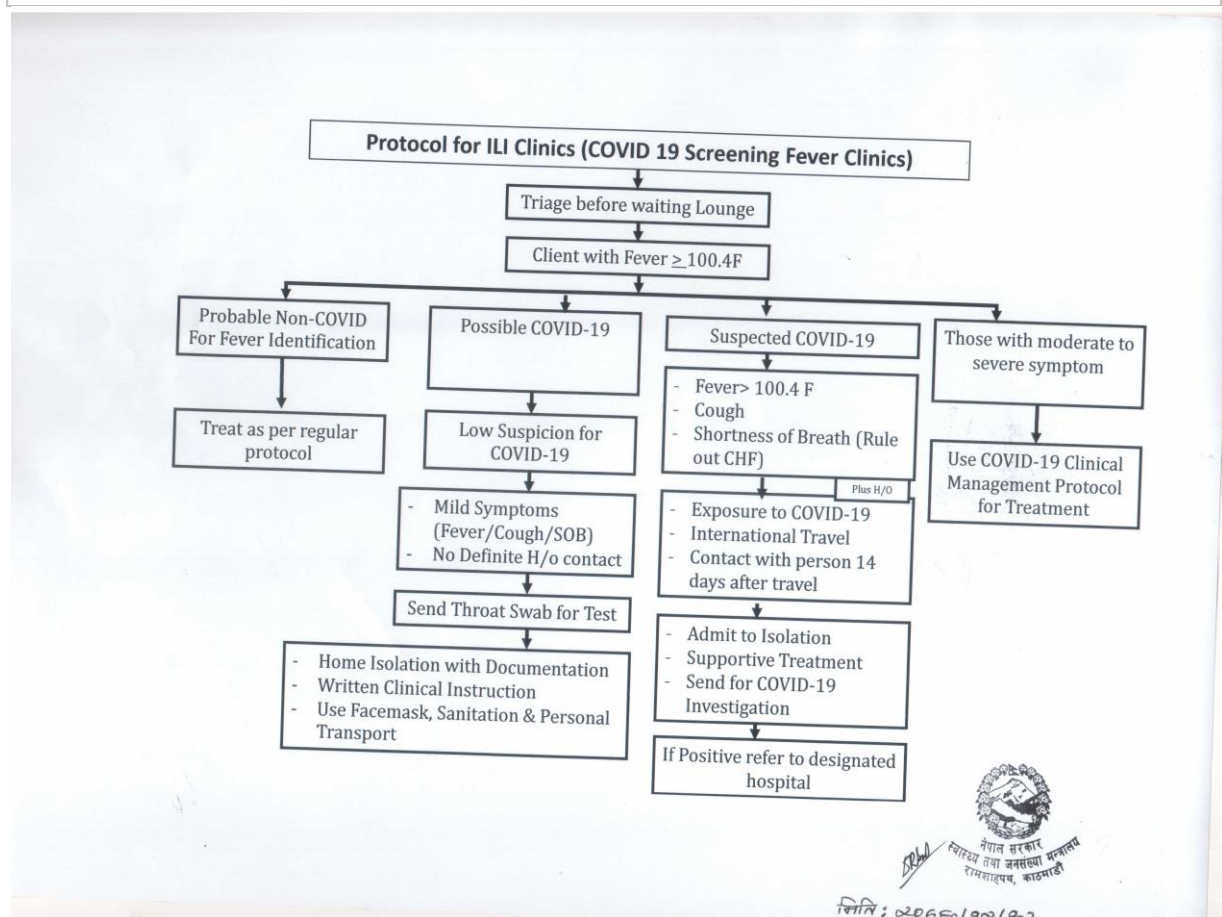 Protocol for ILI Clinics (COVID 19 Screening Fever Clinics)
Triage before waiting Lounge
Client with Fever ≥ 100.4F
Probable Non-COVID
For Fever Identification
Treat as per regular
protocol
Possible COVID-19
Low Suspicion for
COVID-19
- Mild Symptoms
(Fever/Cough/SOB)
- No Definite H/o contact
Send Throat Swab for Test
- Home Isolation with Documentation
- Written Clinical Instruction
- Use Facemask, Sanitation & Personal
Transport
Suspected COVID-19
- Fever> 100.4 F
- Cough
- Shortness of Breath (Rule
out CHF)
Plus H/O
- Exposure to COVID-19
- International Travel
- Contact with person 14
days after travel
- Admit to Isolation
- Supportive Treatment
- Send for COVID-19
Investigation
If Positive refer to designated
hospital
Those with moderate to
severe symptom
Use COVID-19 Clinical
Management Protocol
for Treatment
नेपाल सरकार
स्वास्थ्य तथा जनसंख्या मन्त्रालय
रामशाहपथ, काठमाडौं
मिति: